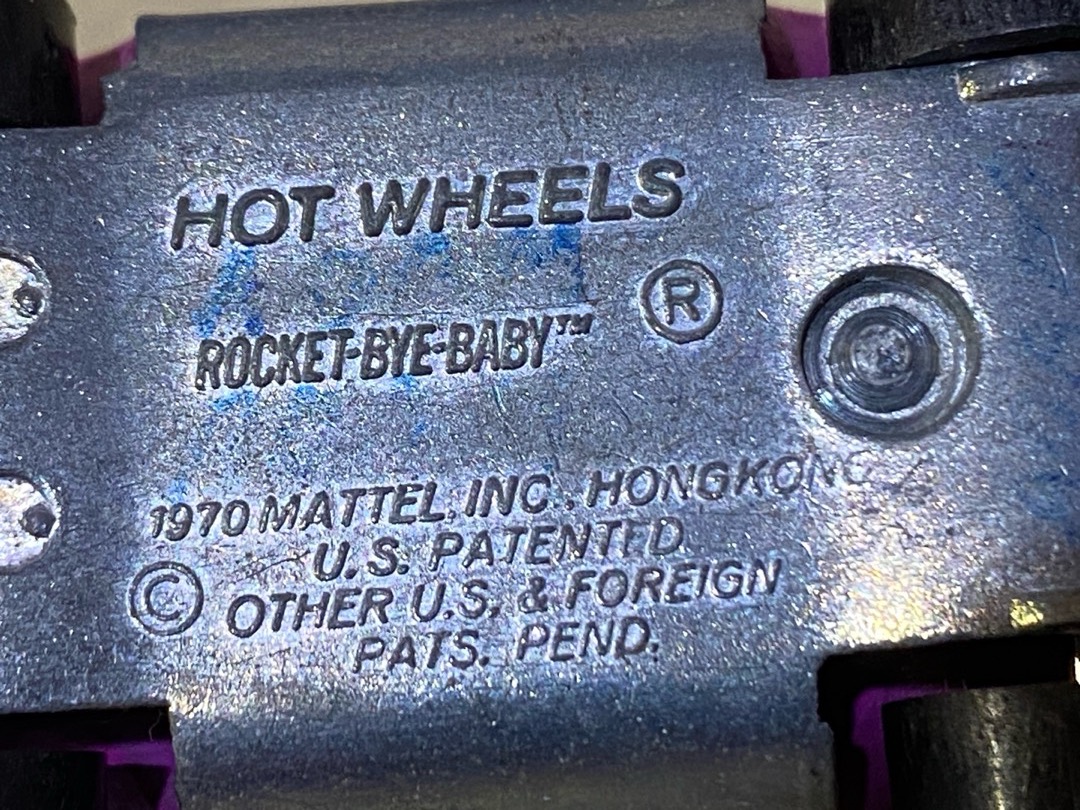 HOT WHEELS
®
ROCKET-BYE-BABY™
1970 MATTEL, INC. HONGKONG
U.S. PATENTED
© OTHER U.S. & FOREIGN
PATS. PEND.